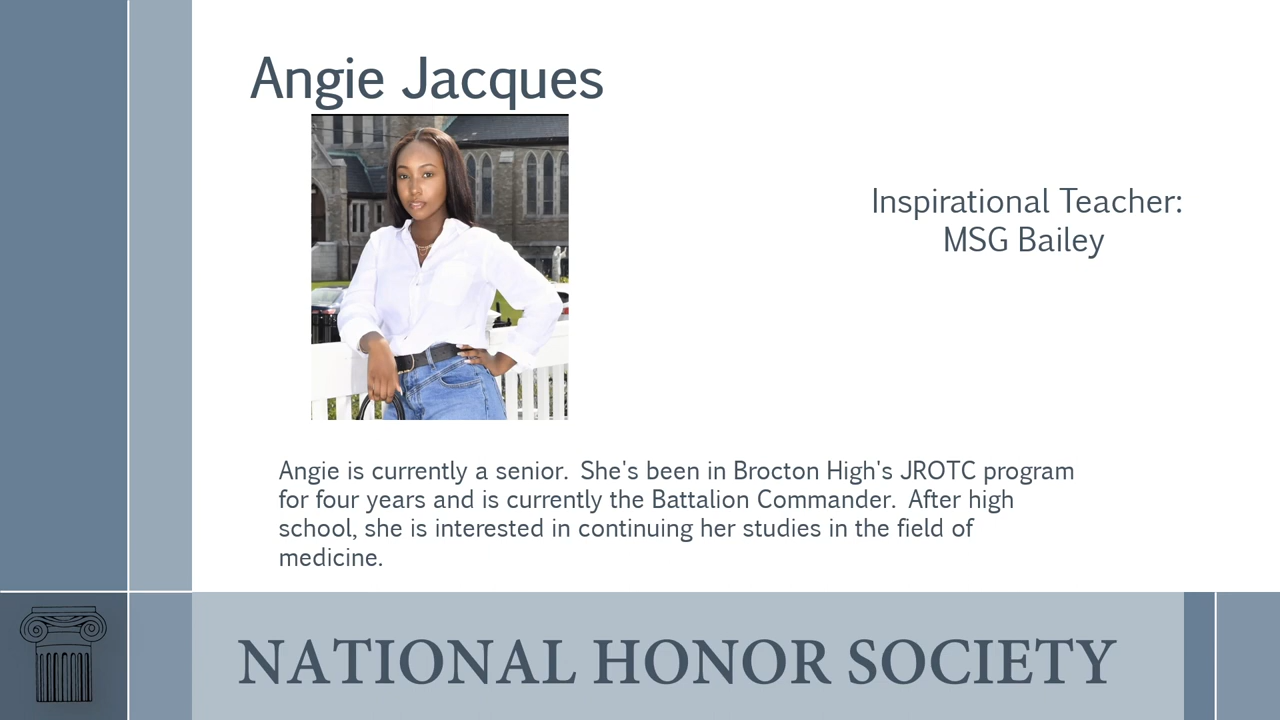 Angie Jacques
Inspirational Teacher:
MSG Bailey
Angie is currently a senior. She's been in Brocton High's JROTC program
for four years and is currently the Battalion Commander. After high
school, she is interested in continuing her studies in the field of
medicine.
NATIONAL HONOR SOCIETY